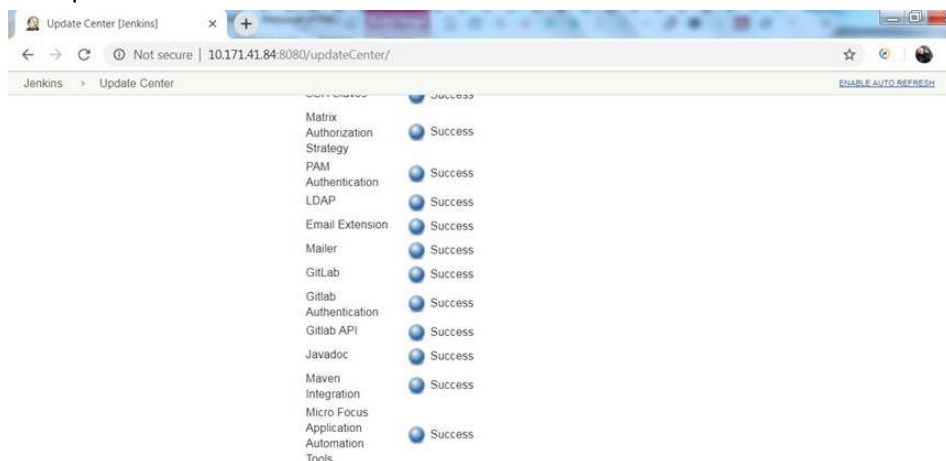 Update Center [Jenkins]
Not secure | 10.171.41.84:8080/updateCenter/
Jenkins Update Center
ENABLE AUTO REFRESH
Success
Matrix
Authorization
Strategy
Success
PAM
Authentication
Success
LDAP Success
Email Extension Success
Mailer Success
GitLab Success
Gitlab
Authentication
Success
Gitlab API Success
Javadoc Success
Maven
Integration
Success
Micro Focus
Application
Automation
Tools
Success